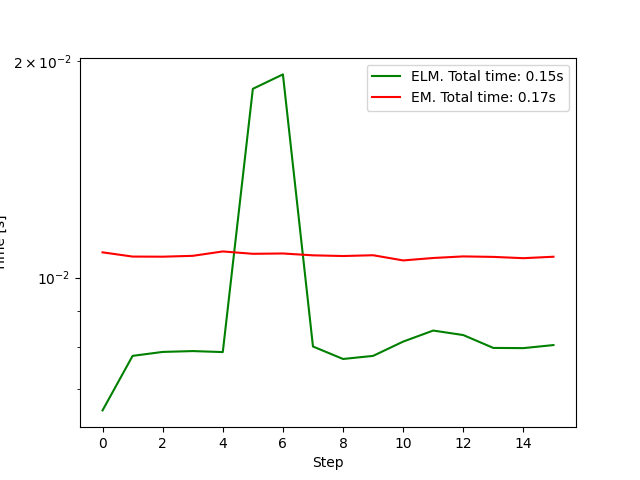 2 × 10⁻²
10⁻²
Time [s]
ELM. Total time: 0.15s
EM. Total time: 0.17s
0 2 4 6 8 10 12 14
Step